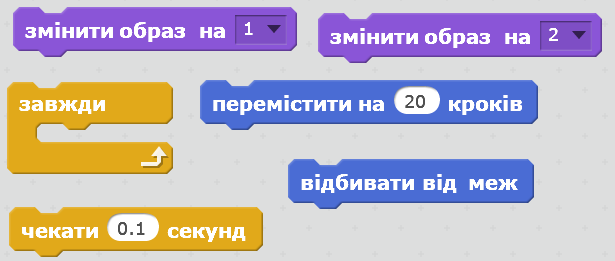 змінити образ на 1
змінити образ на 2
завжди
перемістити на 20 кроків
відбивати від меж
чекати 0.1 секунд